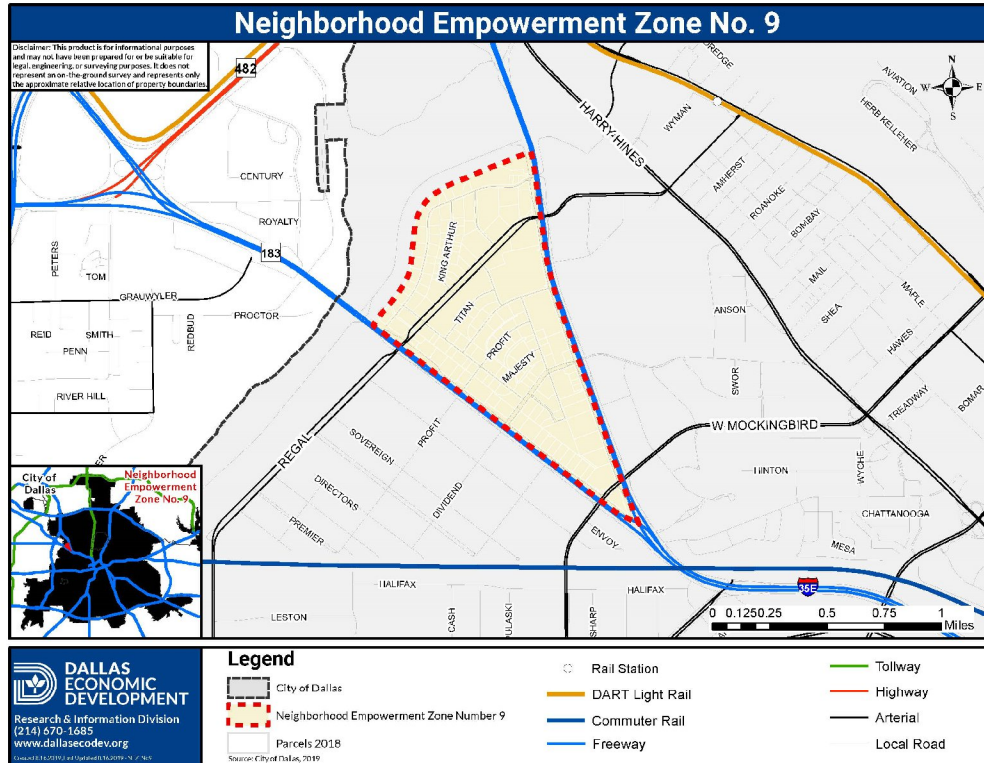 Neighborhood Empowerment Zone No. 9
Disclaimer: This product is for informational purposes
and may not have been prepared for or be suitable for
legal, engineering, or surveying purposes. It does not
represent an on-the-ground survey and represents only
the approximate relative location of property boundaries.
482
N
W E
S
AVIATION
HERB KELLEHER
WYMAN
HARRY-HINES
AMHERST
ROANOKE
BOMBAY
MAIL
SHEA
MAPLE
HAWES
TREADWAY
BOMAR
CENTURY
ROYALTY
183
PETERS
TOM
GRAUWYLER
REID
SMITH
PENN
REDBUD
PROCTOR
RIVER HILL
KING ARTHUR
TITAN
PROFIT
MAJESTY
ANSON
SWOR
W MOCKINGBIRD
HINTON
WYCHE
CHATTANOOGA
MESA
REGAL
SOVEREIGN
PROFIT
DIRECTORS
DIVIDEND
PREMIER
ENVOY
HALIFAX
HALIFAX
LESTON
CASH
SHARP
35E
City of
Dallas
Neighborhood
Empowerment
Zone No. 9
0 0.125 0.25 0.5 0.75 1
Miles
DALLAS
ECONOMIC
DEVELOPMENT
Research & Information Division
(214) 670-1685
www.dallasecodev.org
Legend
City of Dallas
Neighborhood Empowerment Zone Number 9
Parcels 2018
Source: City of Dallas, 2019
Rail Station
DART Light Rail
Commuter Rail
Freeway
Tollway
Highway
Arterial
Local Road